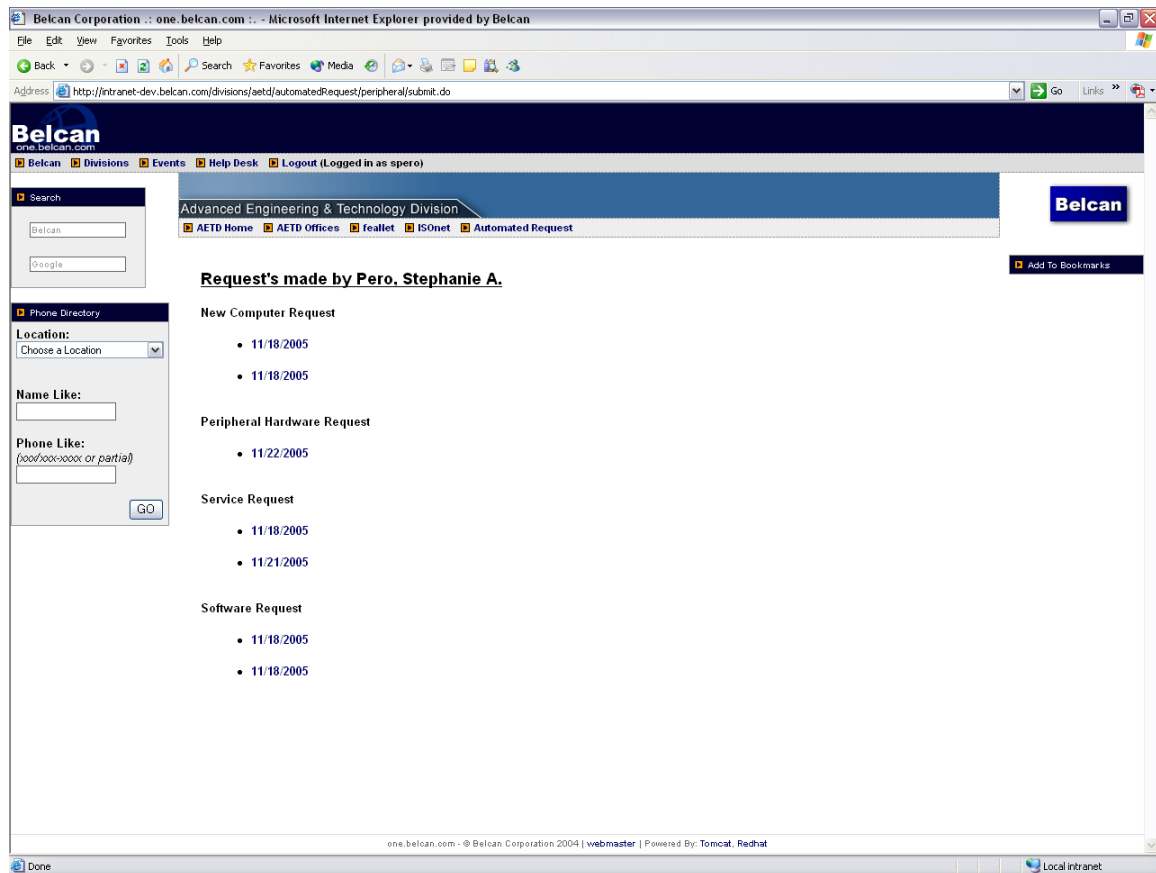 Belcan Corporation .: one.belcan.com :. - Microsoft Internet Explorer provided by Belcan
File Edit View Favorites Tools Help
Back Search Favorites Media
Address http://intranet-dev.belcan.com/divisions/aetd/automatedRequest/peripheral/submit.do Go Links »
Belcan
one.belcan.com
Belcan Divisions Events Help Desk Logout (Logged in as spero)
Search
Belcan
Google
Phone Directory
Location:
Choose a Location
Name Like:
Phone Like:
(xxx/xxx-xxxx or partial)
GO
Advanced Engineering & Technology Division
AETD Home AETD Offices feallet ISOnet Automated Request
Request's made by Pero, Stephanie A.
New Computer Request
• 11/18/2005
• 11/18/2005
Peripheral Hardware Request
• 11/22/2005
Service Request
• 11/18/2005
• 11/21/2005
Software Request
• 11/18/2005
• 11/18/2005
Belcan
Add To Bookmarks
one.belcan.com - © Belcan Corporation 2004 | webmaster | Powered By: Tomcat, Redhat
Done Local intranet